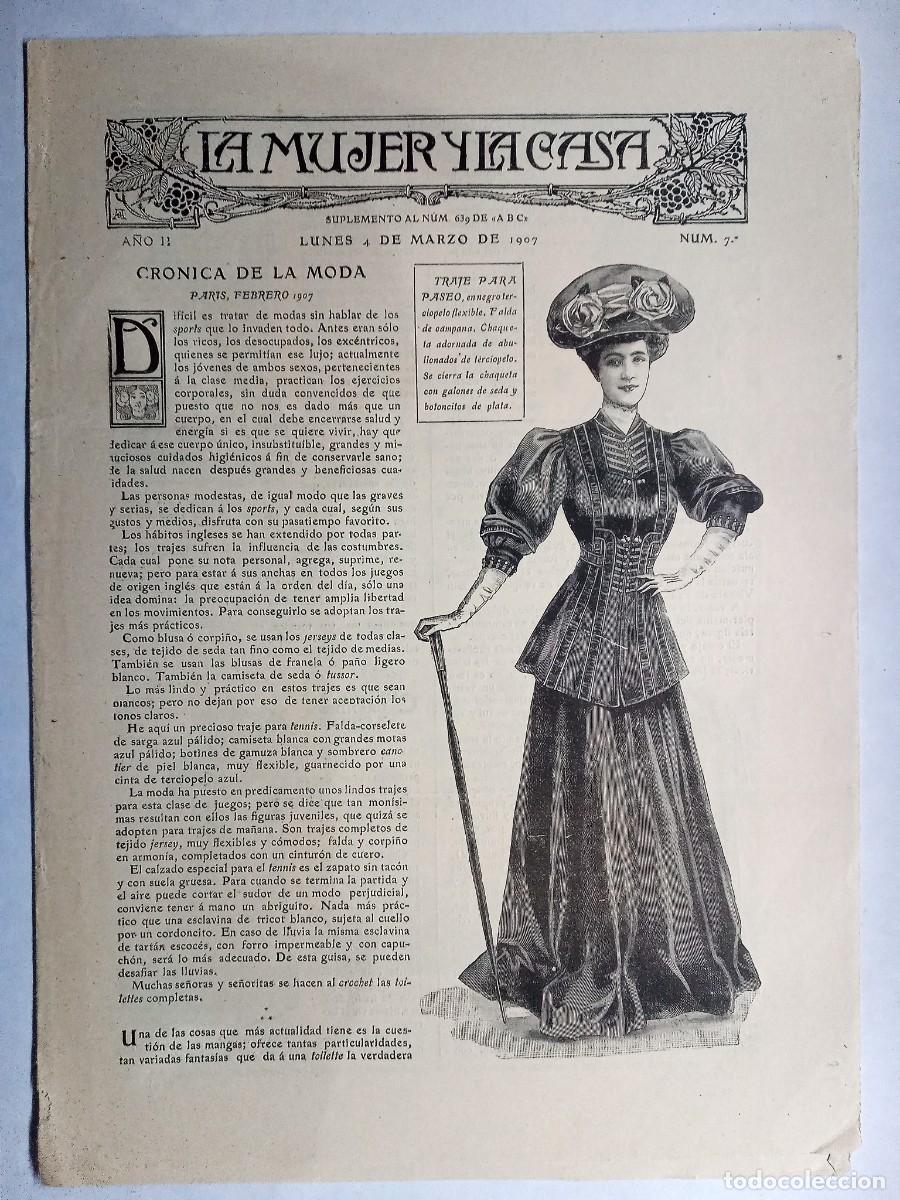 LA MUJER Y LA CASA
SUPLEMENTO AL NÚM. 639 DE «A B C»
AÑO II
LUNES 4 DE MARZO DE 1907
NUM. 7.º
CRONICA DE LA MODA
PARIS, FEBRERO 1907
Difícil es tratar de modas sin hablar de los
sports que lo invaden todo. Antes eran sólo
los ricos, los desocupados, los excéntricos,
quienes se permitían ese lujo; actualmente
los jóvenes de ambos sexos, pertenecientes
á la clase media, practican los ejercicios
corporales, sin duda convencidos de que
puesto que no nos es dado más que un
cuerpo, en el cual debe encerrarse salud y
energía si es que se quiere vivir, hay que
dedicar á ese cuerpo único, insubstituíble, grandes y mi-
nuciosos cuidados higiénicos á fin de conservarle sano;
de la salud nacen después grandes y beneficiosas cua-
idades.
Las personas modestas, de igual modo que las graves
y serias, se dedican á los sports, y cada cual, según sus
gustos y medios, disfruta con su pasatiempo favorito.
Los hábitos ingleses se han extendido por todas par-
tes; los trajes sufren la influencia de las costumbres.
Cada cual pone su nota personal, agrega, suprime, re-
nueva; pero para estar á sus anchas en todos los juegos
de origen inglés que están á la orden del día, sólo una
idea domina: la preocupación de tener amplia libertad
en los movimientos. Para conseguirlo se adoptan los tra-
jes más prácticos.
Como blusa ó corpiño, se usan los jerseys de todas cla-
ses, de tejido de seda tan fino como el tejido de medias.
También se usan las blusas de franela ó paño ligero
blanco. También la camiseta de seda ó tussor.
Lo más lindo y práctico en estos trajes es que sean
blancos; pero no dejan por eso de tener aceptación los
tonos claros.
He aquí un precioso traje para tennis. Falda-corselete
de sarga azul pálido; camiseta blanca con grandes motas
azul pálido; botines de gamuza blanca y sombrero cano-
tier de piel blanca, muy flexible, guarnecido por una
cinta de terciopelo azul.
La moda ha puesto en predicamento unos lindos trajes
para esta clase de juegos; pero se dice que tan monísi-
mas resultan con ellos las figuras juveniles, que quizá se
adopten para trajes de mañana. Son trajes completos de
tejido jersey, muy flexibles y cómodos; falda y corpiño
en armonía, completados con un cinturón de cuero.
El calzado especial para el tennis es el zapato sin tacón
y con suela gruesa. Para cuando se termina la partida y
el aire puede cortar el sudor de un modo perjudicial,
conviene tener á mano un abriguito. Nada más prác-
tico que una esclavina de tricot blanco, sujeta al cuello
por un cordoncito. En caso de lluvia la misma esclavina
de tartán escocés, con forro impermeable y con capu-
chón, será lo más adecuado. De esta guisa, se pueden
desafiar las lluvias.
Muchas señoras y señoritas se hacen al crochet las toi-
lettes completas.
Una de las cosas que más actualidad tiene es la cues-
tión de las mangas; ofrece tantas particularidades,
tan variadas fantasías que da á una toilette la verdadera
TRAJE PARA
PASEO, en negro ter-
ciopelo flexible. Falda
de campana. Chaque-
ta adornada de abu-
llonados de terciopelo.
Se cierra la chaqueta
con galones de seda y
botoncitos de plata.
todocoleccion